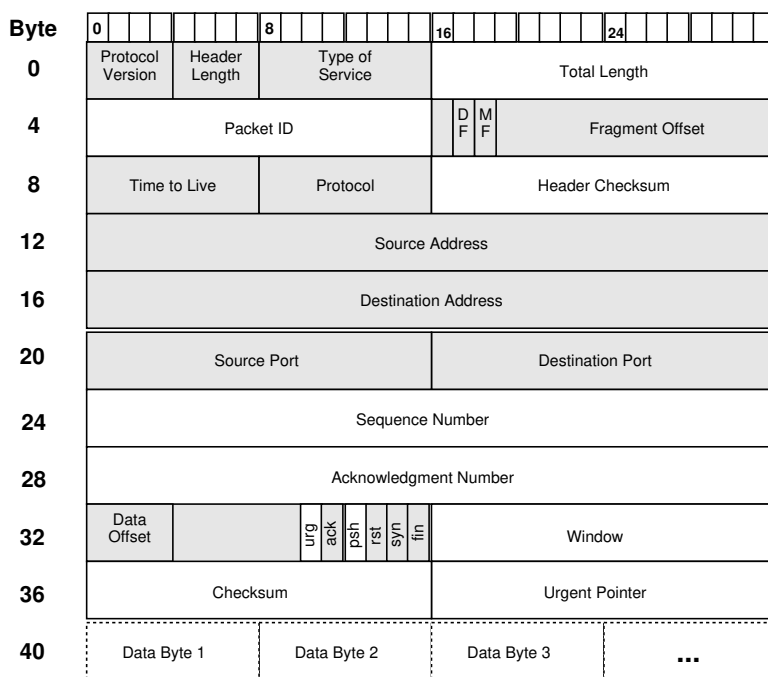 Byte 0 8 16 24
0 Protocol Version Header Length Type of Service Total Length
4 Packet ID DF MF Fragment Offset
8 Time to Live Protocol Header Checksum
12 Source Address
16 Destination Address
20 Source Port Destination Port
24 Sequence Number
28 Acknowledgment Number
32 Data Offset urg ack psh rst syn fin Window
36 Checksum Urgent Pointer
40 Data Byte 1 Data Byte 2 Data Byte 3 ...